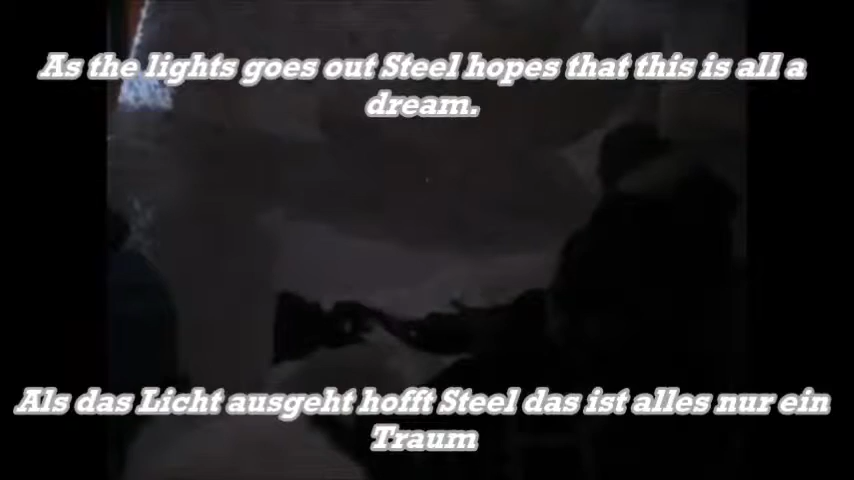 As the lights goes out Steel hopes that this is all a
dream.
Als das Licht ausgeht hofft Steel das ist alles nur ein
Traum